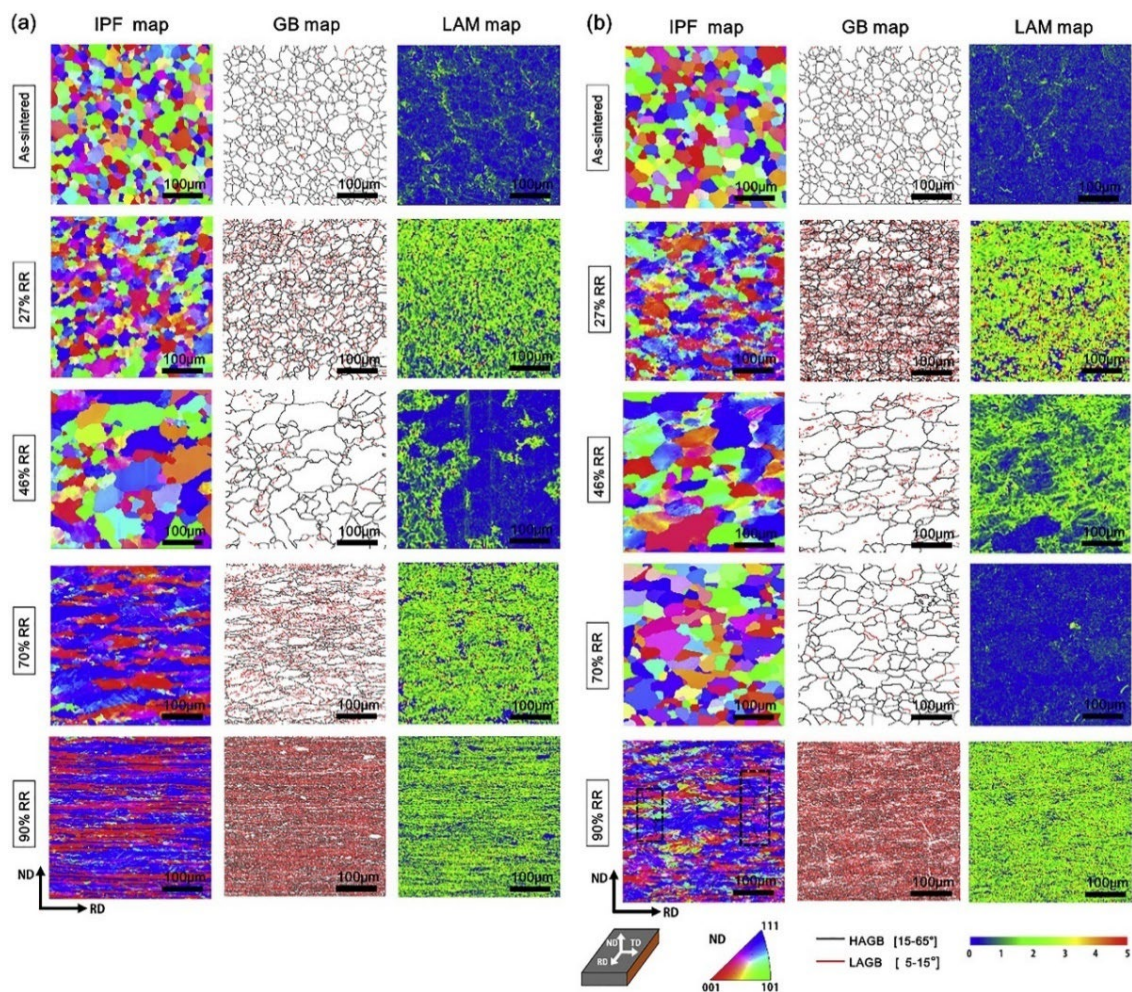 (a) IPF map GB map LAM map (b) IPF map GB map LAM map
As-sintered 100μm 100μm 100μm As-sintered 100μm 100μm 100μm
27% RR 100μm 100μm 100μm 27% RR 100μm 100μm 100μm
46% RR 100μm 100μm 100μm 46% RR 100μm 100μm 100μm
70% RR 100μm 100μm 100μm 70% RR 100μm 100μm 100μm
90% RR 100μm 100μm 100μm 90% RR 100μm 100μm 100μm
ND RD ND RD
ND TD RD
ND 111 001 101
HAGB [15-65°]
LAGB [ 5-15°]
0 1 2 3 4 5